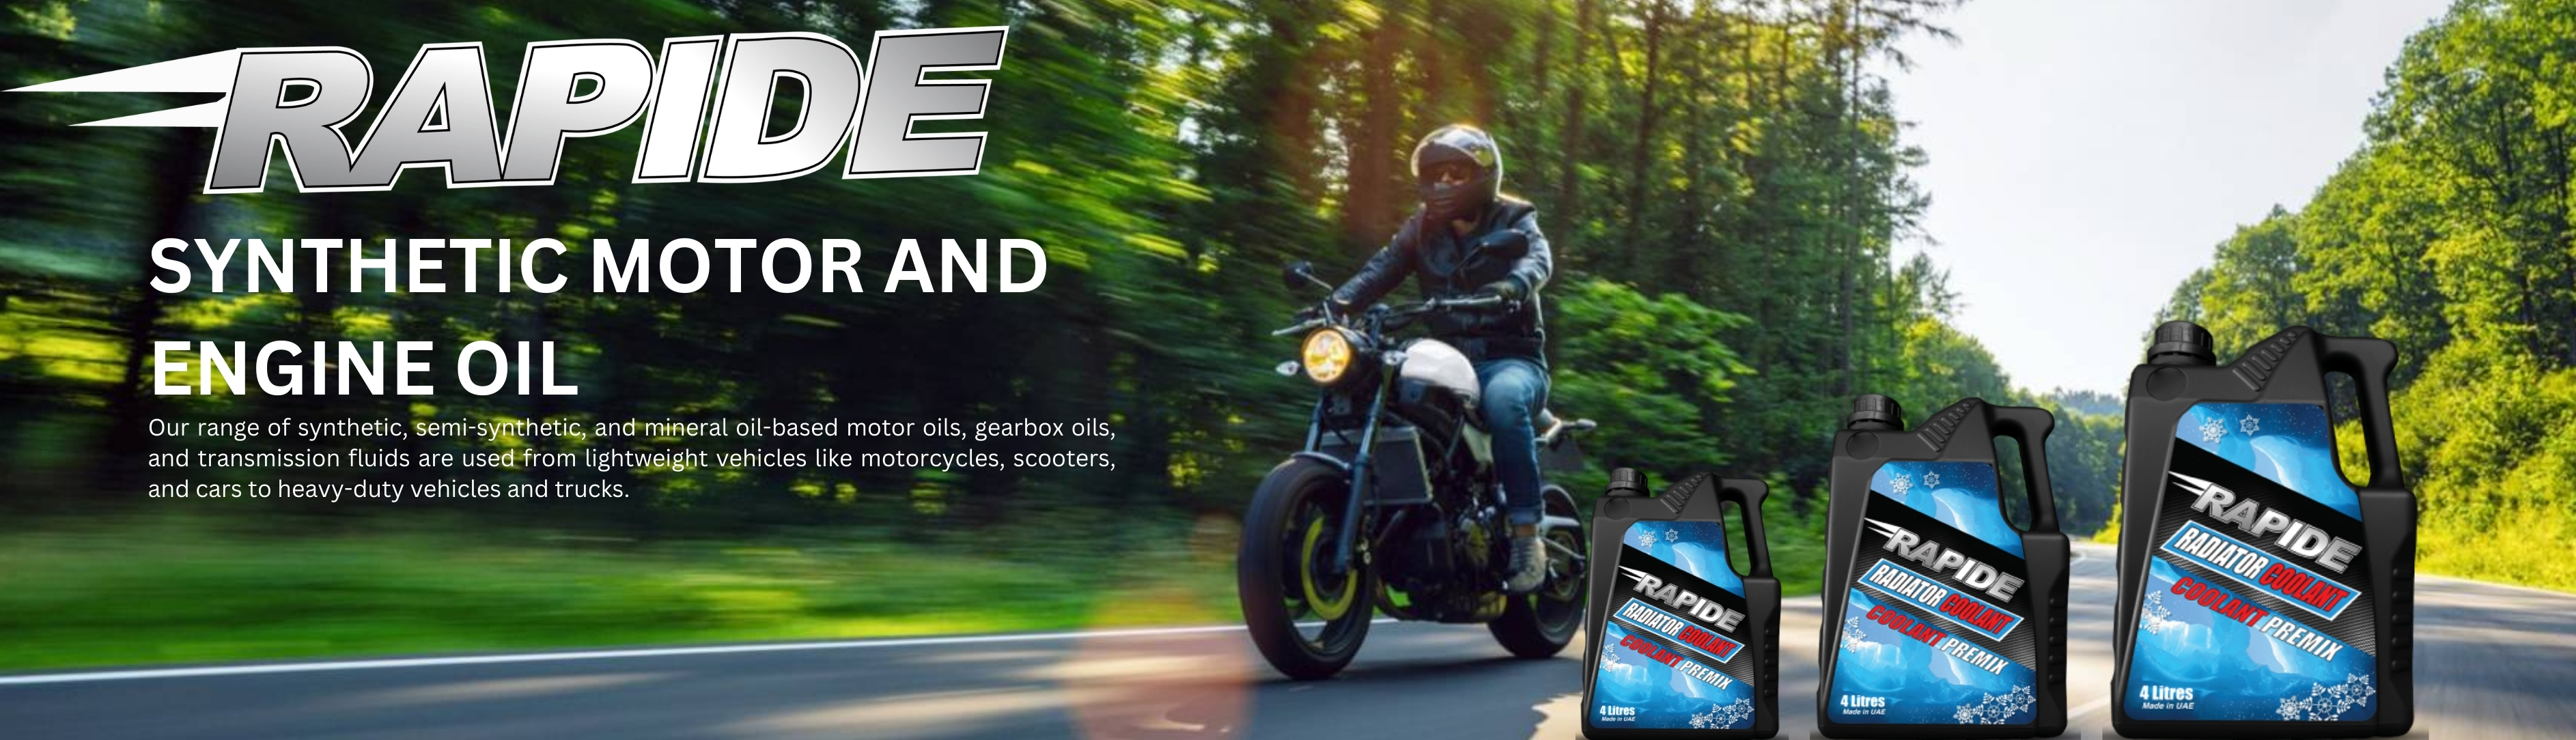 RAPIDE
SYNTHETIC MOTOR AND
ENGINE OIL
Our range of synthetic, semi-synthetic, and mineral oil-based motor oils, gearbox oils,
and transmission fluids are used from lightweight vehicles like motorcycles, scooters,
and cars to heavy-duty vehicles and trucks.
RAPIDE
RADIATOR COOLANT
COOLANT PREMIX
4 Litres
Made in UAE
RAPIDE
RADIATOR COOLANT
COOLANT PREMIX
4 Litres
Made in UAE
RAPIDE
RADIATOR COOLANT
COOLANT PREMIX
4 Litres
Made in UAE